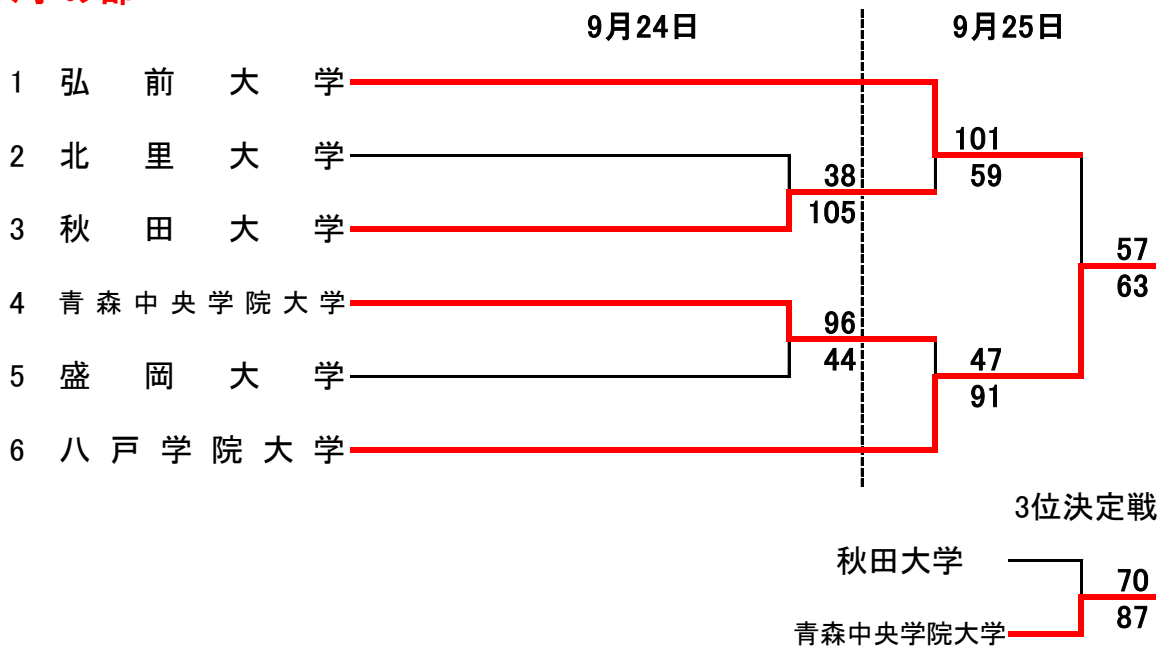 9月24日 9月25日
1 弘前大学
2 北里大学
3 秋田大学
4 青森中央学院大学
5 盛岡大学
6 八戸学院大学
38
105
96
44
101
59
47
91
57
63
3位決定戦
秋田大学
青森中央学院大学
70
87